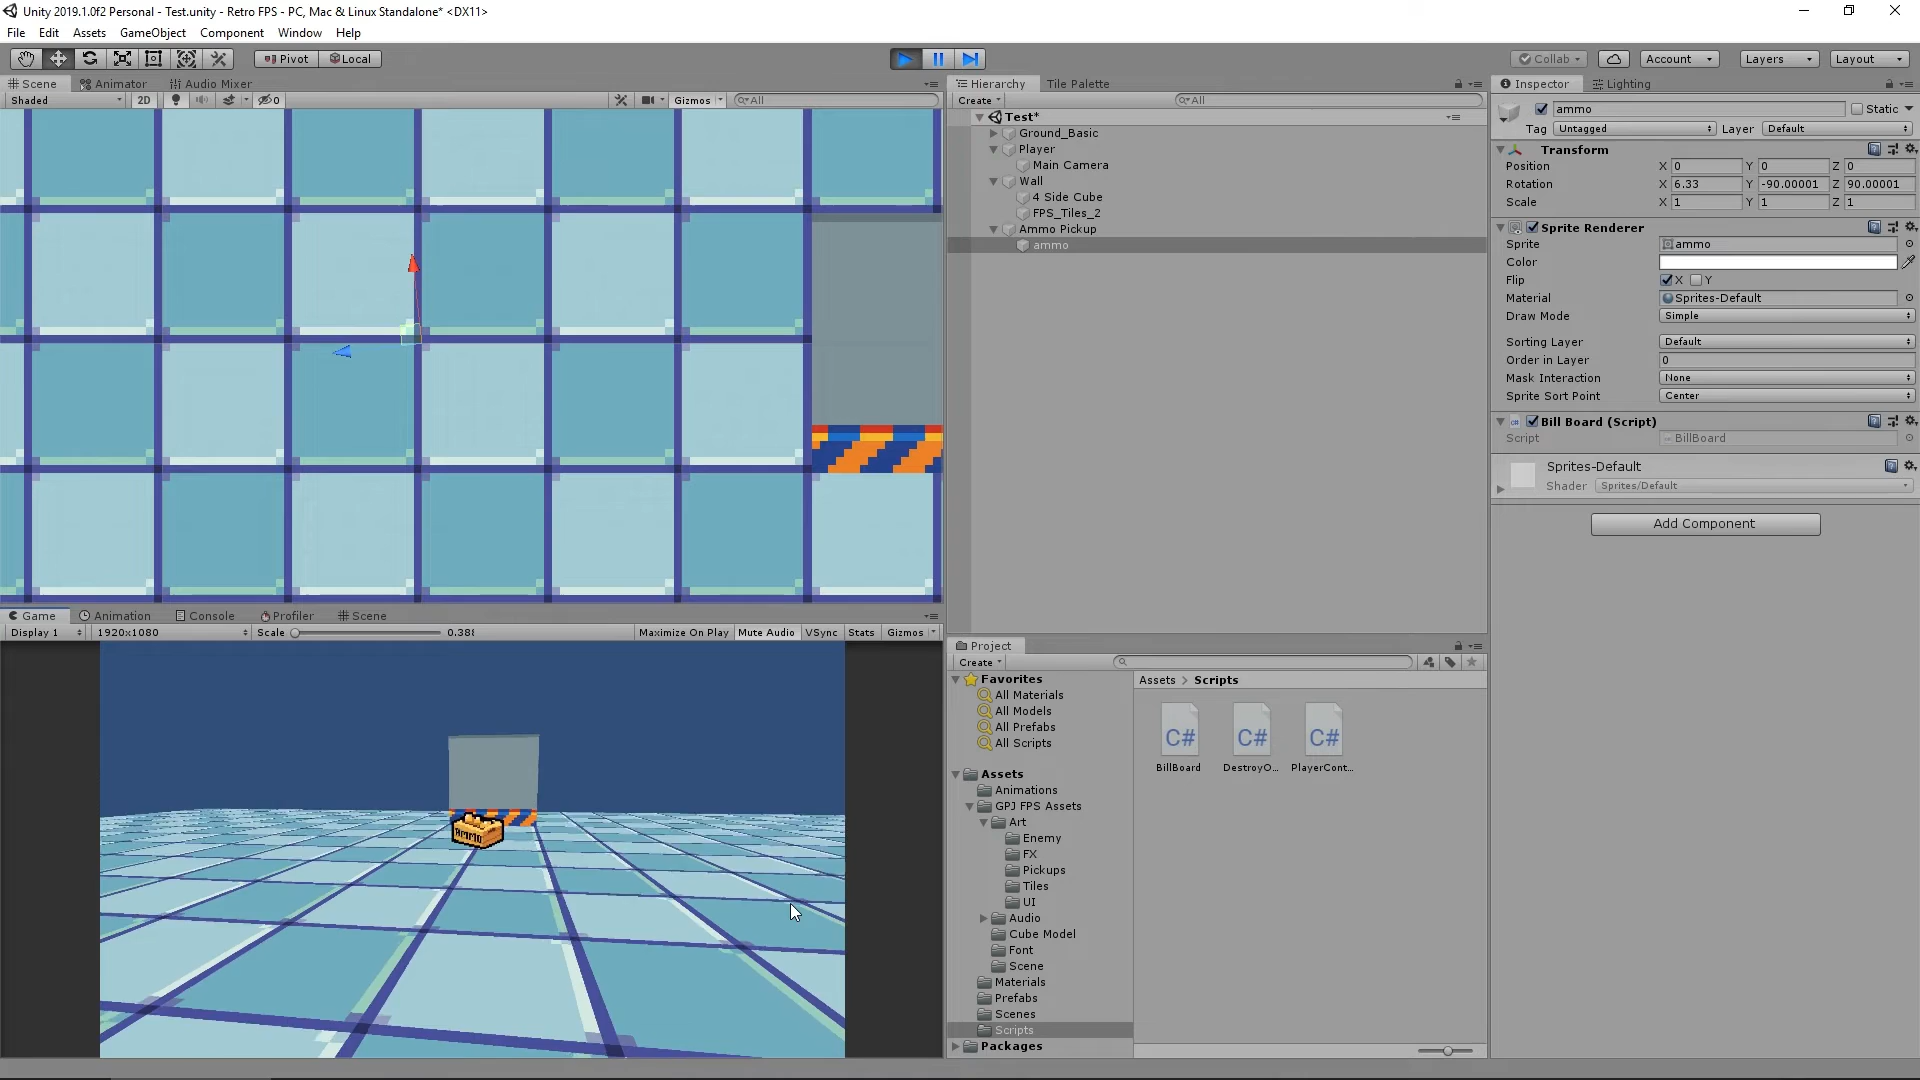 Unity 2019.1.0f2 Personal - Test.unity - Retro FPS - PC, Mac & Linux Standalone* <DX11>
File Edit Assets GameObject Component Window Help
Pivot Local
Collab Account Layers Layout
Scene Animator Audio Mixer
Shaded 2D 0 Gizmos All
Hierarchy Tile Palette
Create All
Test*
Ground_Basic
Player
Main Camera
Wall
4 Side Cube
FPS_Tiles_2
Ammo Pickup
ammo
Inspector Lighting
ammo Static
Tag Untagged Layer Default
Transform
Position X 0 Y 0 Z 0
Rotation X 6.33 Y -90.00001 Z 90.00001
Scale X 1 Y 1 Z 1
Sprite Renderer
Sprite ammo
Color
Flip X Y
Material Sprites-Default
Draw Mode Simple
Sorting Layer Default
Order in Layer 0
Mask Interaction None
Sprite Sort Point Center
Bill Board (Script)
Script BillBoard
Sprites-Default
Shader Sprites/Default
Add Component
Game Animation Console Profiler Scene
Display 1 1920x1080 Scale Maximize On Play Mute Audio VSync Stats Gizmos
AMMO
Project
Create
Favorites
All Materials
All Models
All Prefabs
All Scripts
Assets
Animations
GPJ FPS Assets
Art
Enemy
FX
Pickups
Tiles
UI
Audio
Cube Model
Font
Scene
Materials
Prefabs
Scenes
Scripts
Packages
Assets > Scripts
C# C# C#
BillBoard DestroyO... PlayerCont...